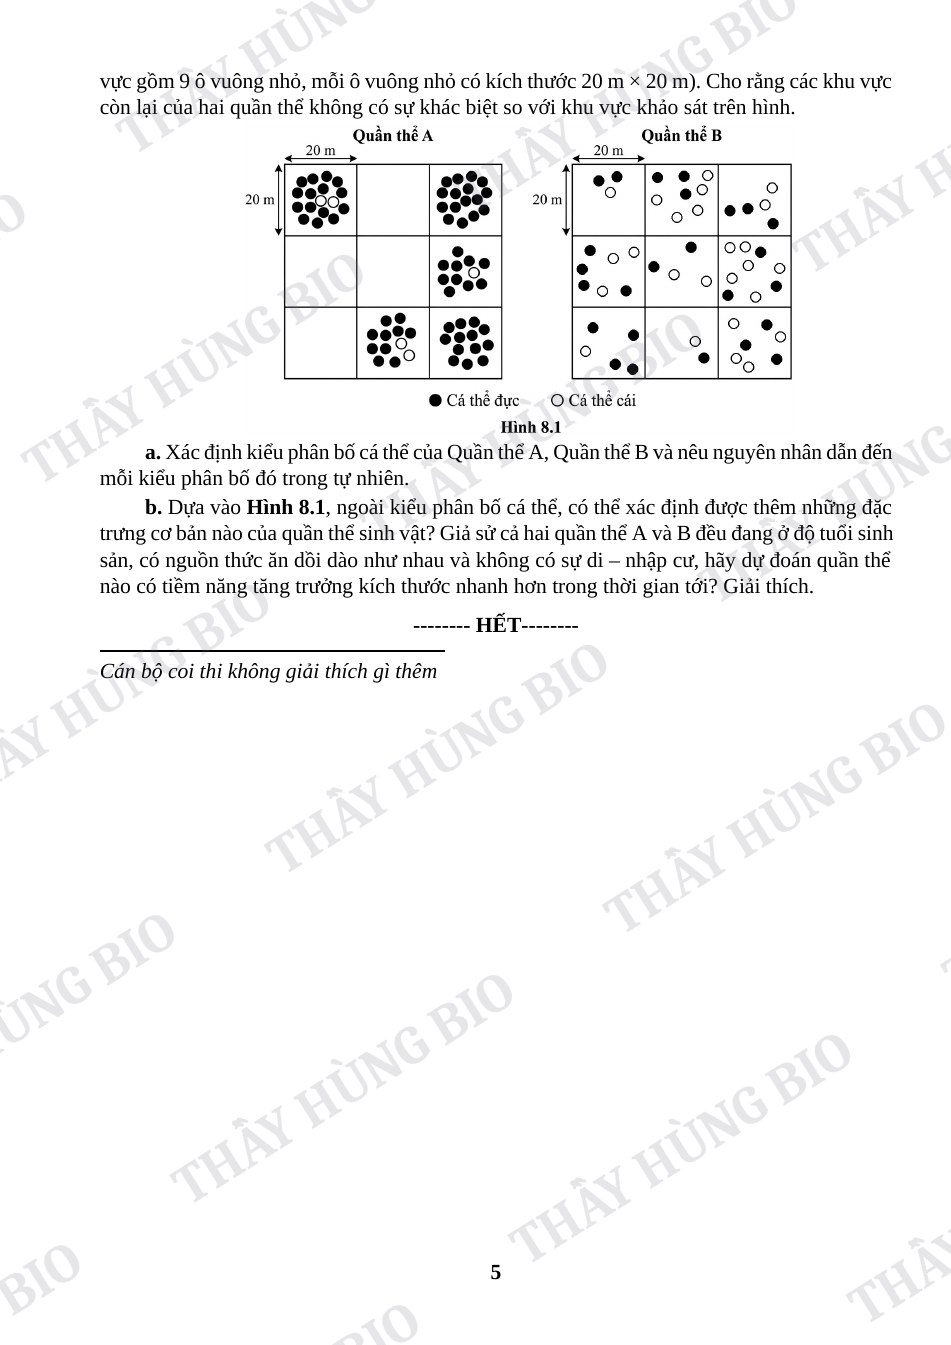 vực gồm 9 ô vuông nhỏ, mỗi ô vuông nhỏ có kích thước 20 m × 20 m). Cho rằng các khu vực
còn lại của hai quần thể không có sự khác biệt so với khu vực khảo sát trên hình.
Quần thể A
Quần thể B
20 m
20 m
20 m
20 m
Cá thể đực
Cá thể cái
Hình 8.1
a. Xác định kiểu phân bố cá thể của Quần thể A, Quần thể B và nêu nguyên nhân dẫn đến
mỗi kiểu phân bố đó trong tự nhiên.
b. Dựa vào Hình 8.1, ngoài kiểu phân bố cá thể, có thể xác định được thêm những đặc
trưng cơ bản nào của quần thể sinh vật? Giả sử cả hai quần thể A và B đều đang ở độ tuổi sinh
sản, có nguồn thức ăn dồi dào như nhau và không có sự di – nhập cư, hãy dự đoán quần thể
nào có tiềm năng tăng trưởng kích thước nhanh hơn trong thời gian tới? Giải thích.
-------- HẾT--------
Cán bộ coi thi không giải thích gì thêm
5
THẦY HÙNG BIO